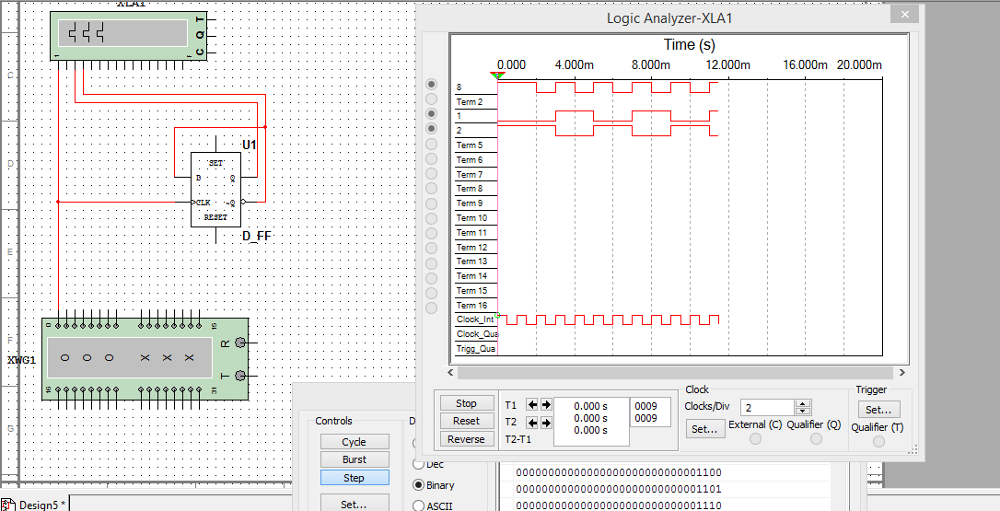 XLA1
T
Q
C
1
F
C
D
E
F
G
U1
SET
D
Q
CLK
~Q
RESET
D_FF
0
15
XWG1
O O O X X X
R
T
16
31
Controls
Cycle
Burst
Step
Set...
D
Dec
Binary
ASCII
00000000000000000000000000001100
00000000000000000000000000001101
00000000000000000000000000001110
Design5 *
Logic Analyzer-XLA1
Time (s)
0.000 4.000m 8.000m 12.000m 16.000m 20.000m
8
Term 2
1
2
Term 5
Term 6
Term 7
Term 8
Term 9
Term 10
Term 11
Term 12
Term 13
Term 14
Term 15
Term 16
Clock_Int
Clock_Qua
Trigg_Qua
Stop
Reset
Reverse
T1 0.000 s 0009
T2 0.000 s 0009
T2-T1 0.000 s
Clock
Clocks/Div 2
Set... External (C) Qualifier (Q)
Trigger
Set...
Qualifier (T)